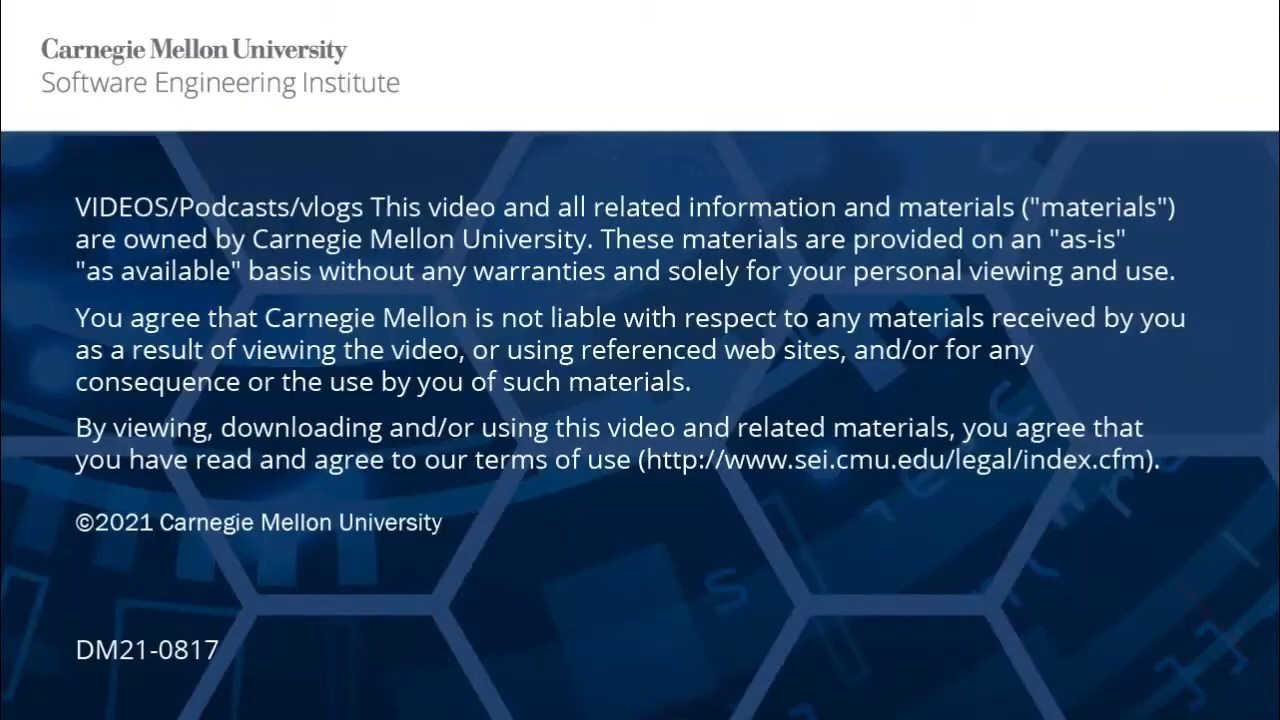 Carnegie Mellon University
Software Engineering Institute
VIDEOS/Podcasts/vlogs This video and all related information and materials ("materials")
are owned by Carnegie Mellon University. These materials are provided on an "as-is"
"as available" basis without any warranties and solely for your personal viewing and use.
You agree that Carnegie Mellon is not liable with respect to any materials received by you
as a result of viewing the video, or using referenced web sites, and/or for any
consequence or the use by you of such materials.
By viewing, downloading and/or using this video and related materials, you agree that
you have read and agree to our terms of use (http://www.sei.cmu.edu/legal/index.cfm).
©2021 Carnegie Mellon University
DM21-0817